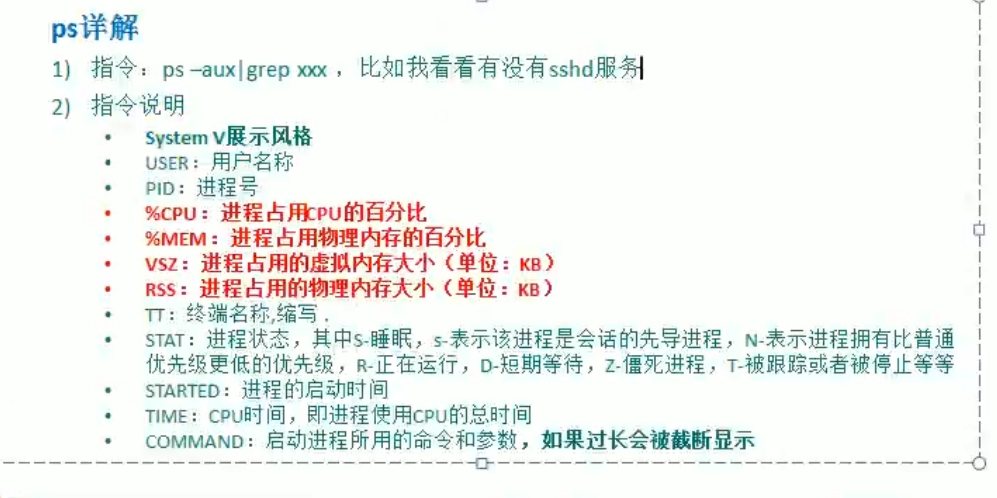 ps详解
1) 指令：ps –aux|grep xxx ，比如我看看有没有sshd服务
2) 指令说明
• System V展示风格
• USER：用户名称
• PID：进程号
• %CPU：进程占用CPU的百分比
• %MEM：进程占用物理内存的百分比
• VSZ：进程占用的虚拟内存大小（单位：KB）
• RSS：进程占用的物理内存大小（单位：KB）
• TT：终端名称,缩写 .
• STAT：进程状态，其中S-睡眠，s-表示该进程是会话的先导进程，N-表示进程拥有比普通
优先级更低的优先级，R-正在运行，D-短期等待，Z-僵死进程，T-被跟踪或者被停止等等
• STARTED：进程的启动时间
• TIME：CPU时间，即进程使用CPU的总时间
• COMMAND：启动进程所用的命令和参数，如果过长会被截断显示